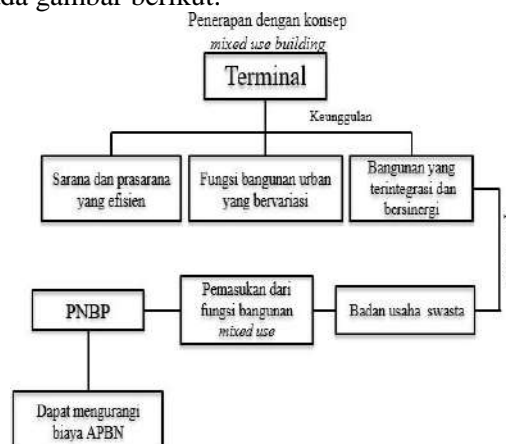 da gambar berikut:
Penerapan dengan konsep
mixed use building
Terminal
Keunggulan
Sarana dan prasarana
yang efisien
Fungsi bangunan urban
yang bervariasi
Bangunan yang
terintegrasi dan
bersinergi
PNBP
Pemasukan dari
fungsi bangunan
mixed use
Badan usaha swasta
Dapat mengurangi
biaya APBN